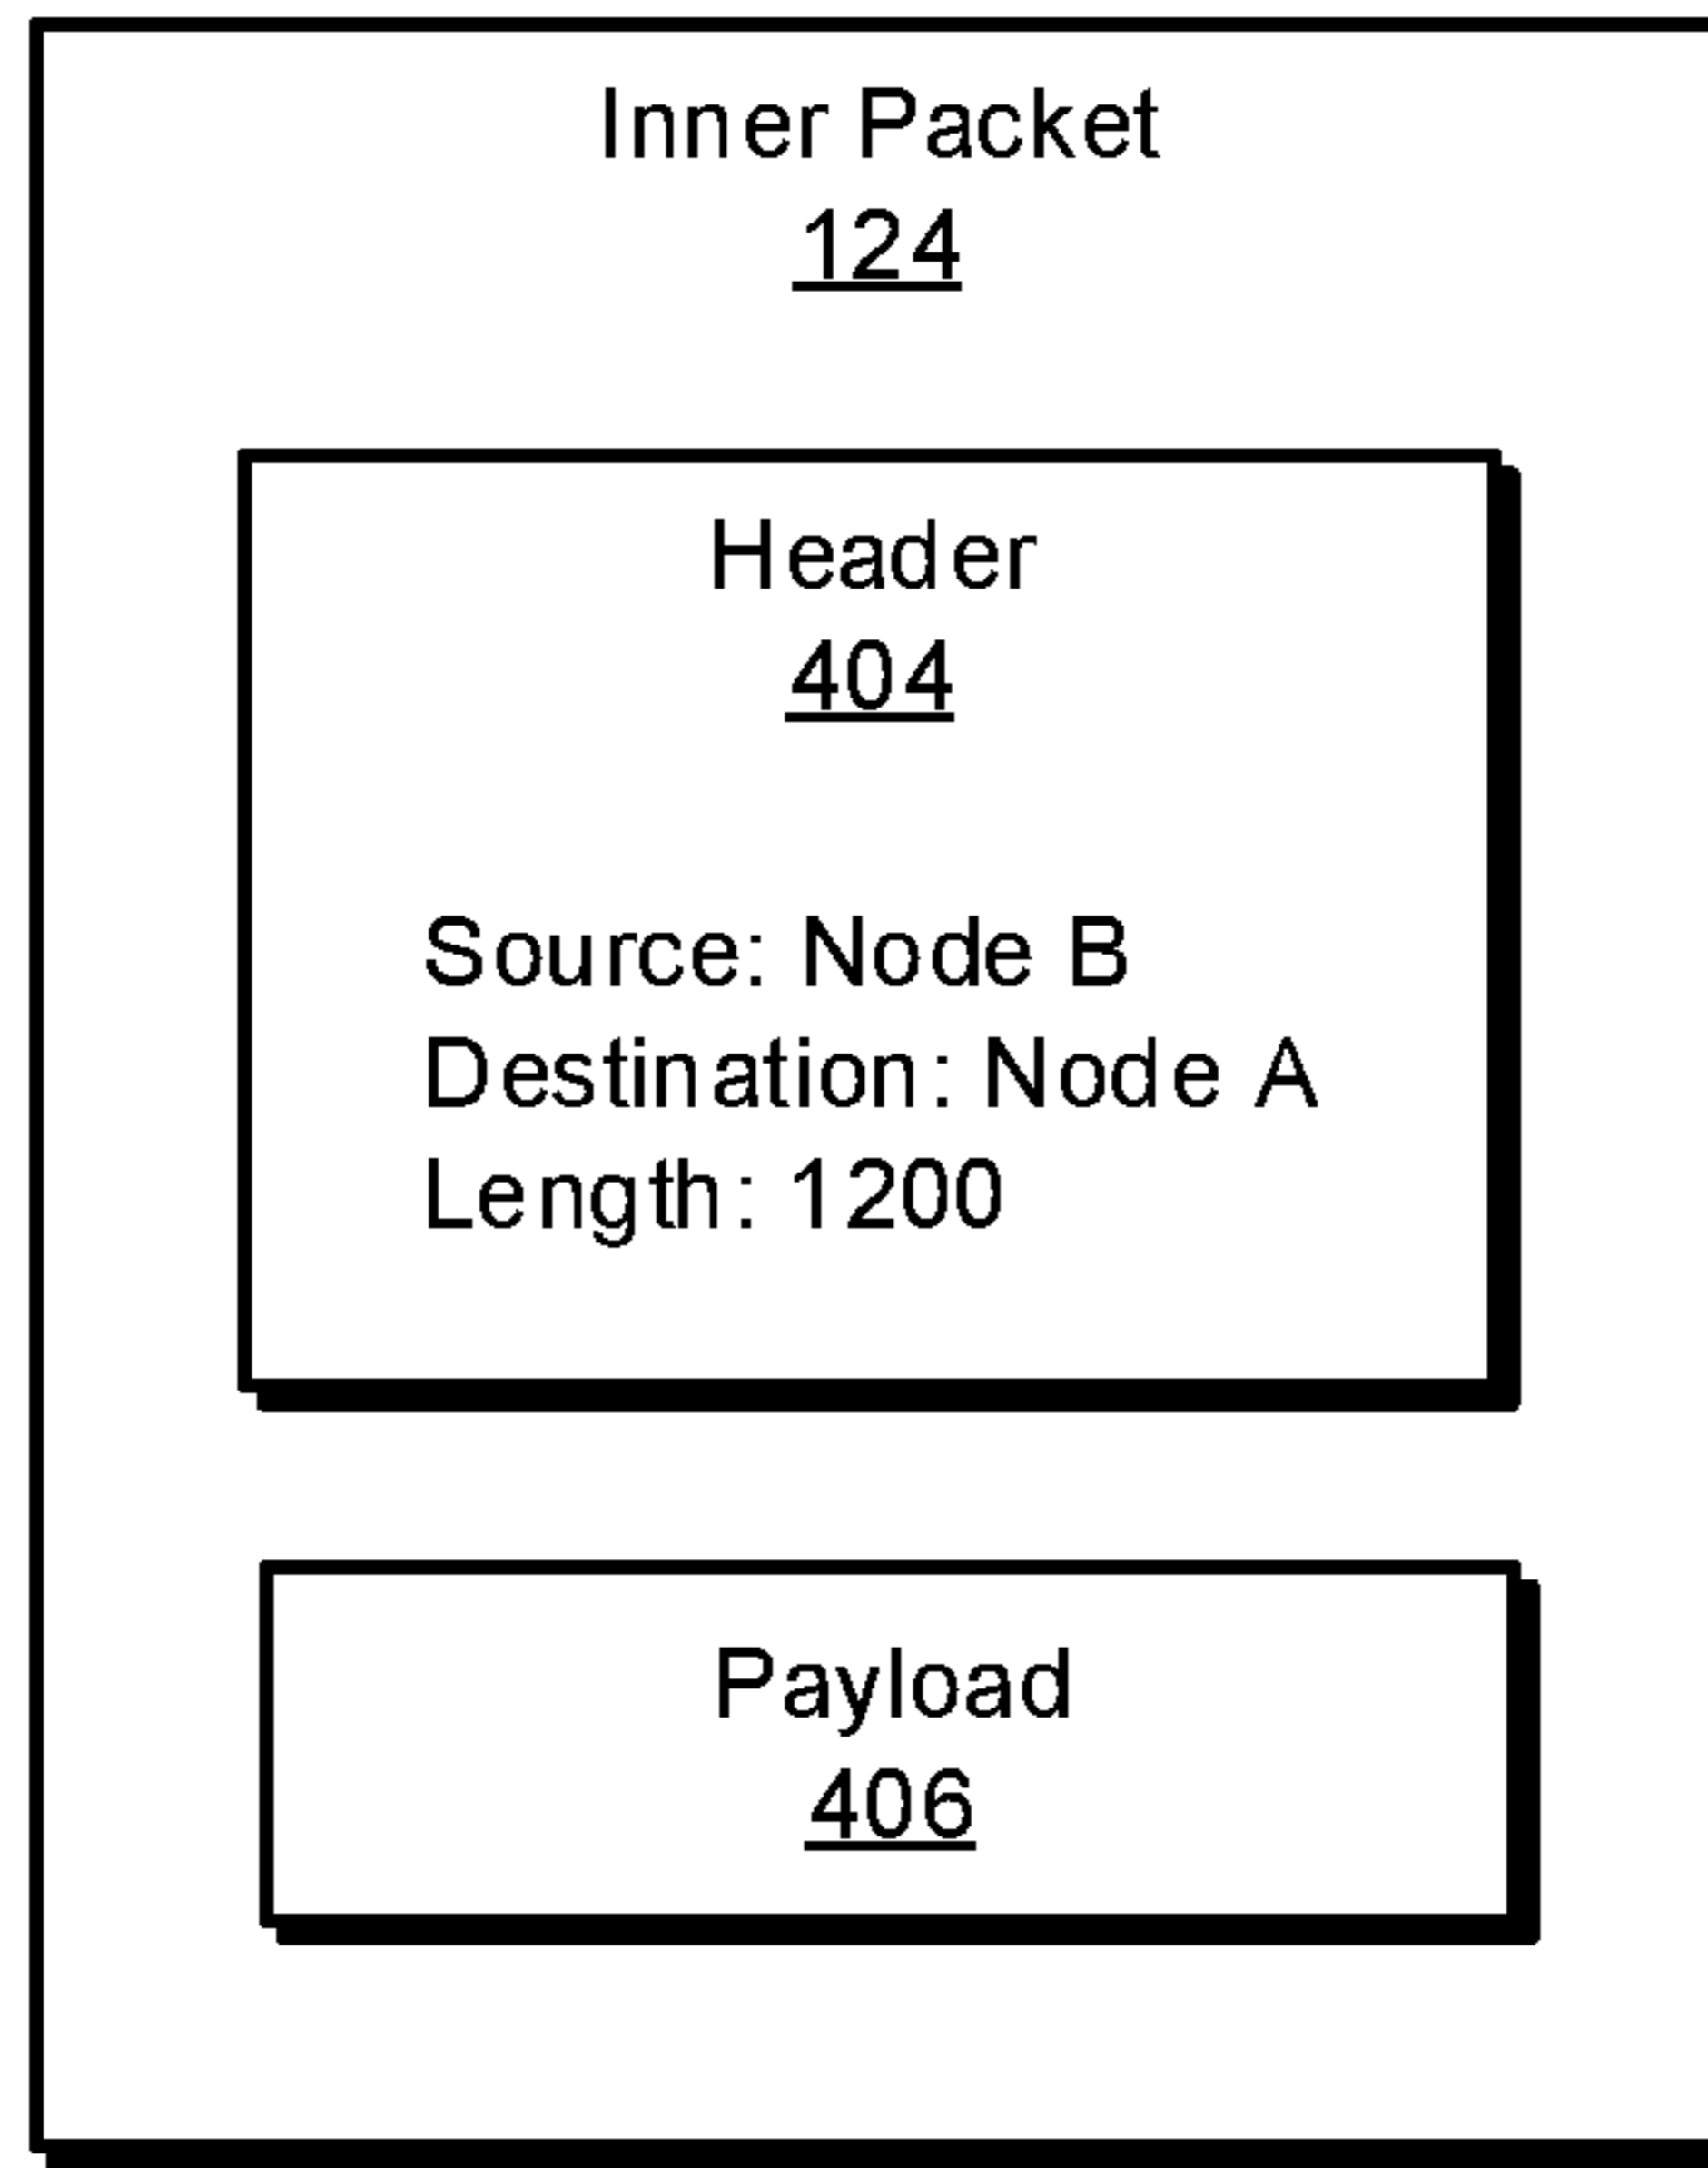 Inner Packet
124
Header
404
Source: Node B
Destination: Node A
Length: 1200
Payload
406